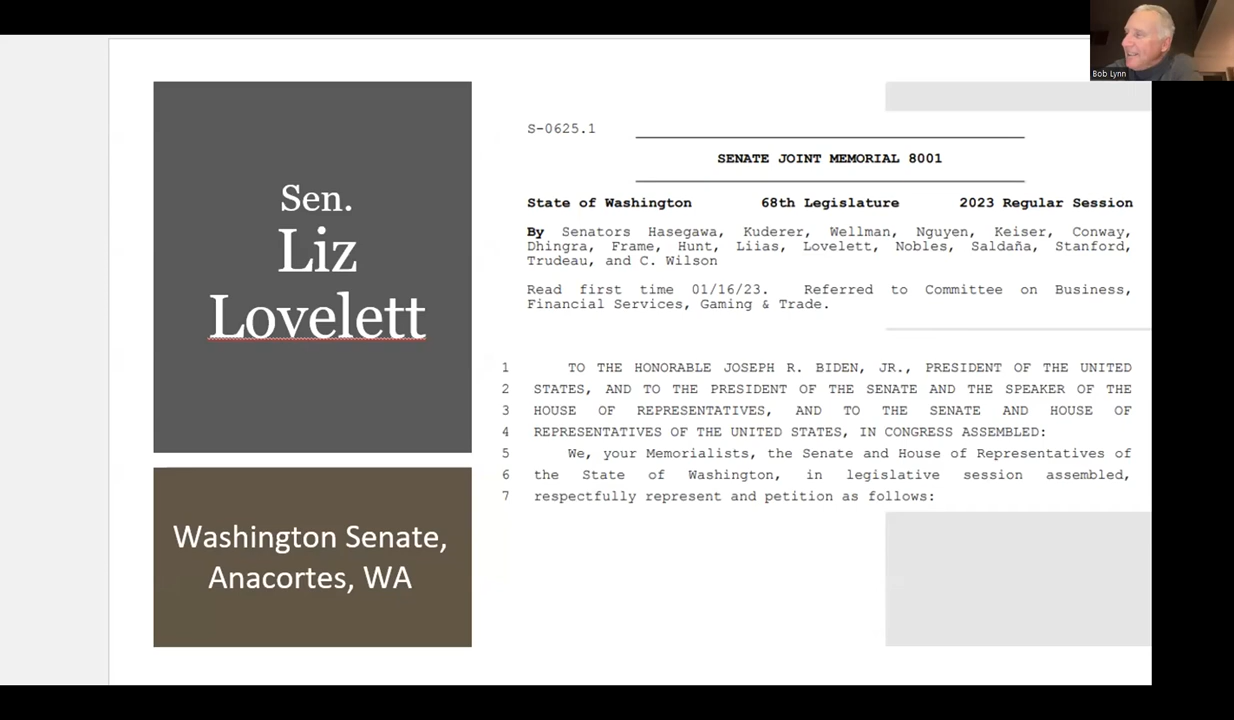 Bob Lynn
Sen.
Liz
Lovelett
Washington Senate,
Anacortes, WA
S-0625.1
SENATE JOINT MEMORIAL 8001
State of Washington 68th Legislature 2023 Regular Session
By Senators Hasegawa, Kuderer, Wellman, Nguyen, Keiser, Conway,
Dhingra, Frame, Hunt, Liias, Lovelett, Nobles, Saldaña, Stanford,
Trudeau, and C. Wilson
Read first time 01/16/23. Referred to Committee on Business,
Financial Services, Gaming & Trade.
1 TO THE HONORABLE JOSEPH R. BIDEN, JR., PRESIDENT OF THE UNITED
2 STATES, AND TO THE PRESIDENT OF THE SENATE AND THE SPEAKER OF THE
3 HOUSE OF REPRESENTATIVES, AND TO THE SENATE AND HOUSE OF
4 REPRESENTATIVES OF THE UNITED STATES, IN CONGRESS ASSEMBLED:
5 We, your Memorialists, the Senate and House of Representatives of
6 the State of Washington, in legislative session assembled,
7 respectfully represent and petition as follows: